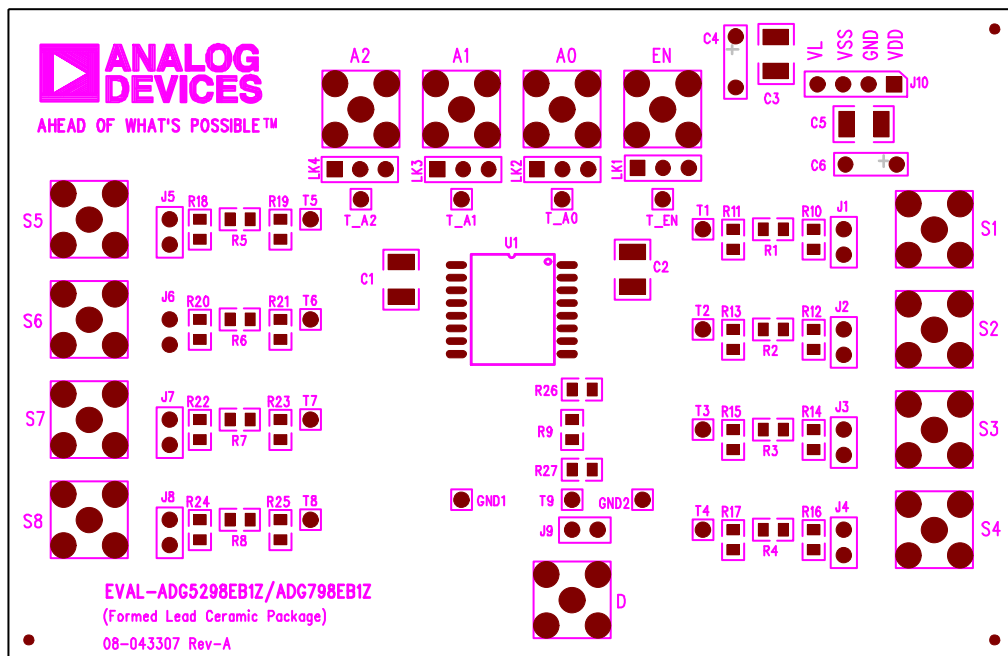 ANALOG
DEVICES
AHEAD OF WHAT'S POSSIBLE™
A2 A1 A0 EN
C4 +
C3
VL VSS GND VDD
J10
C5
C6 +
LK4 LK3 LK2 LK1
T_A2 T_A1 T_A0 T_EN
S5 J5 R18 R5 R19 T5
C1 U1 C2
T1 R11 R1 R10 J1 S1
S6 J6 R20 R6 R21 T6
T2 R13 R2 R12 J2 S2
S7 J7 R22 R7 R23 T7
R26
R9
R27
T3 R15 R3 R14 J3 S3
S8 J8 R24 R8 R25 T8
GND1 T9 GND2
J9
T4 R17 R4 R16 J4 S4
D
EVAL-ADG5298EB1Z/ADG798EB1Z
(Formed Lead Ceramic Package)
08-043307 Rev-A